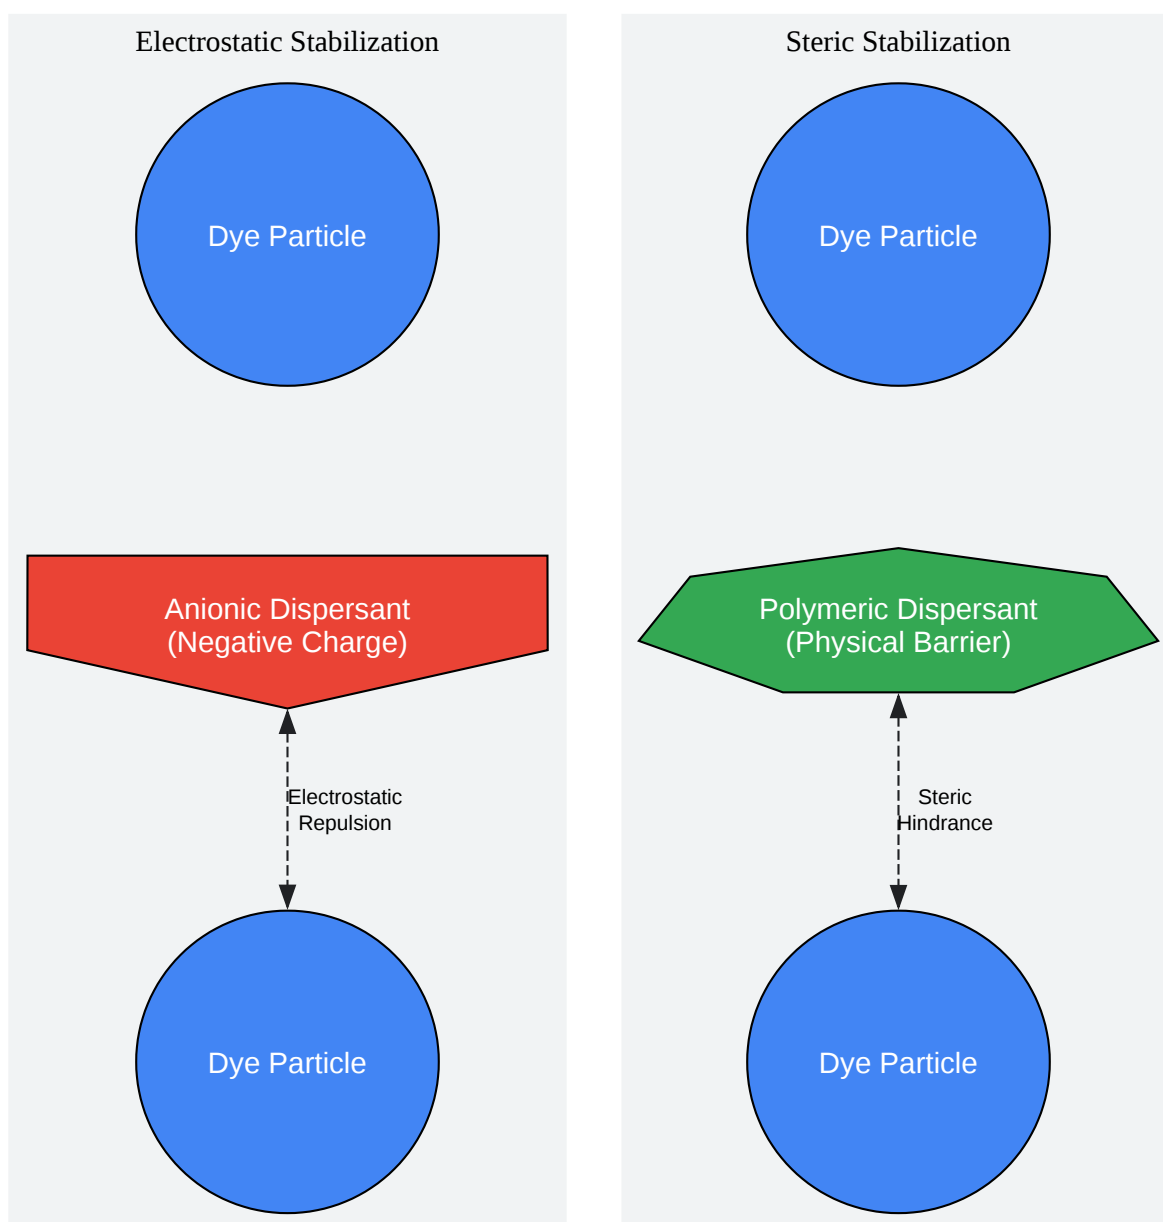 Electrostatic Stabilization
Dye Particle
Anionic Dispersant
(Negative Charge)
Electrostatic
Repulsion
Dye Particle
Steric Stabilization
Dye Particle
Polymeric Dispersant
(Physical Barrier)
Steric
Hindrance
Dye Particle